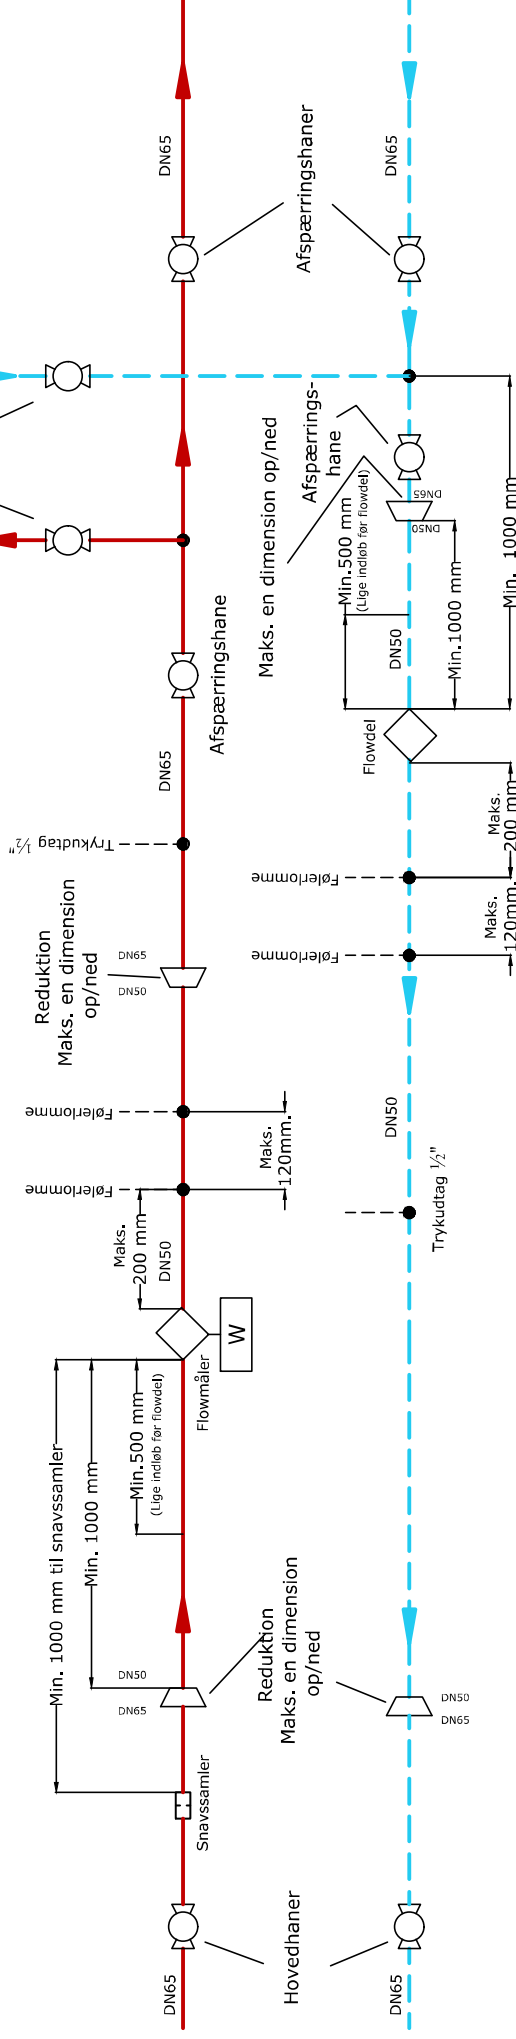 DN65
DN65
Afspærringshaner
Afspærrings-
hane
Maks. en dimension op/ned
DN65
DN50
Min.500 mm
(Lige indløb før flowdel)
Min. 1000 mm
Min.1000 mm
DN50
Afspærringshane
Flowdel
DN65
Trykudtag ½"
Maks.
200 mm
Følerlomme
Maks.
120mm.
Følerlomme
Reduktion
Maks. en dimension
op/ned
DN65
DN50
Følerlomme
Maks.
120mm.
Følerlomme
DN50
Trykudtag ½"
Maks.
200 mm
DN50
W
Flowmåler
Min. 1000 mm til snavssamler
Min. 1000 mm
Min.500 mm
(Lige indløb før flowdel)
Reduktion
Maks. en dimension
op/ned
DN50
DN65
DN50
DN65
Snavssamler
Hovedhaner
DN65
DN65